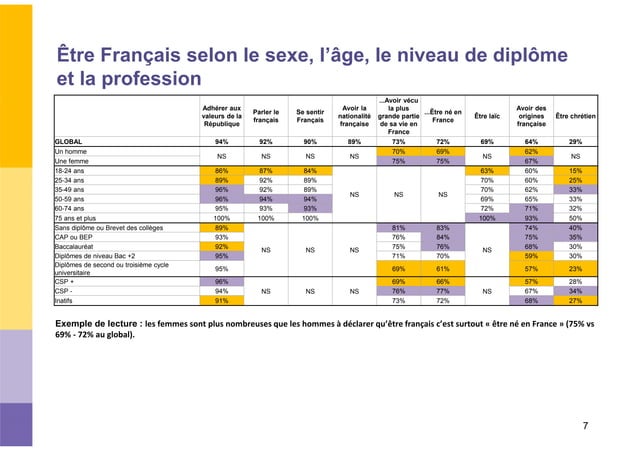 Être Français selon le sexe, l’âge, le niveau de diplôme
et la profession
Adhérer aux valeurs de la République Parler le français Se sentir Français Avoir la nationalité française ...Avoir vécu la plus grande partie de sa vie en France ...Être né en France Être laïc Avoir des origines française Être chrétien
GLOBAL 94% 92% 90% 89% 73% 72% 69% 64% 29%
Un homme NS NS NS NS 70% 69% NS 62% NS
Une femme 75% 75% 67%
18-24 ans 86% 87% 84% NS NS NS 63% 60% 15%
25-34 ans 89% 92% 89% 70% 60% 25%
35-49 ans 96% 92% 89% 70% 62% 33%
50-59 ans 96% 94% 94% 69% 65% 33%
60-74 ans 95% 93% 93% 72% 71% 32%
75 ans et plus 100% 100% 100% 100% 93% 50%
Sans diplôme ou Brevet des collèges 89% NS NS NS 81% 83% NS 74% 40%
CAP ou BEP 93% 76% 84% 75% 35%
Baccalauréat 92% 75% 76% 68% 30%
Diplômes de niveau Bac +2 95% 71% 70% 59% 30%
Diplômes de second ou troisième cycle
universitaire 95% 69% 61% 57% 23%
CSP + 96% NS NS NS 69% 66% NS 57% 28%
CSP - 94% 76% 77% 67% 34%
Inatifs 91% 73% 72% 68% 27%
Exemple de lecture : les femmes sont plus nombreuses que les hommes à déclarer qu’être français c’est surtout « être né en France » (75% vs
69% - 72% au global).
7